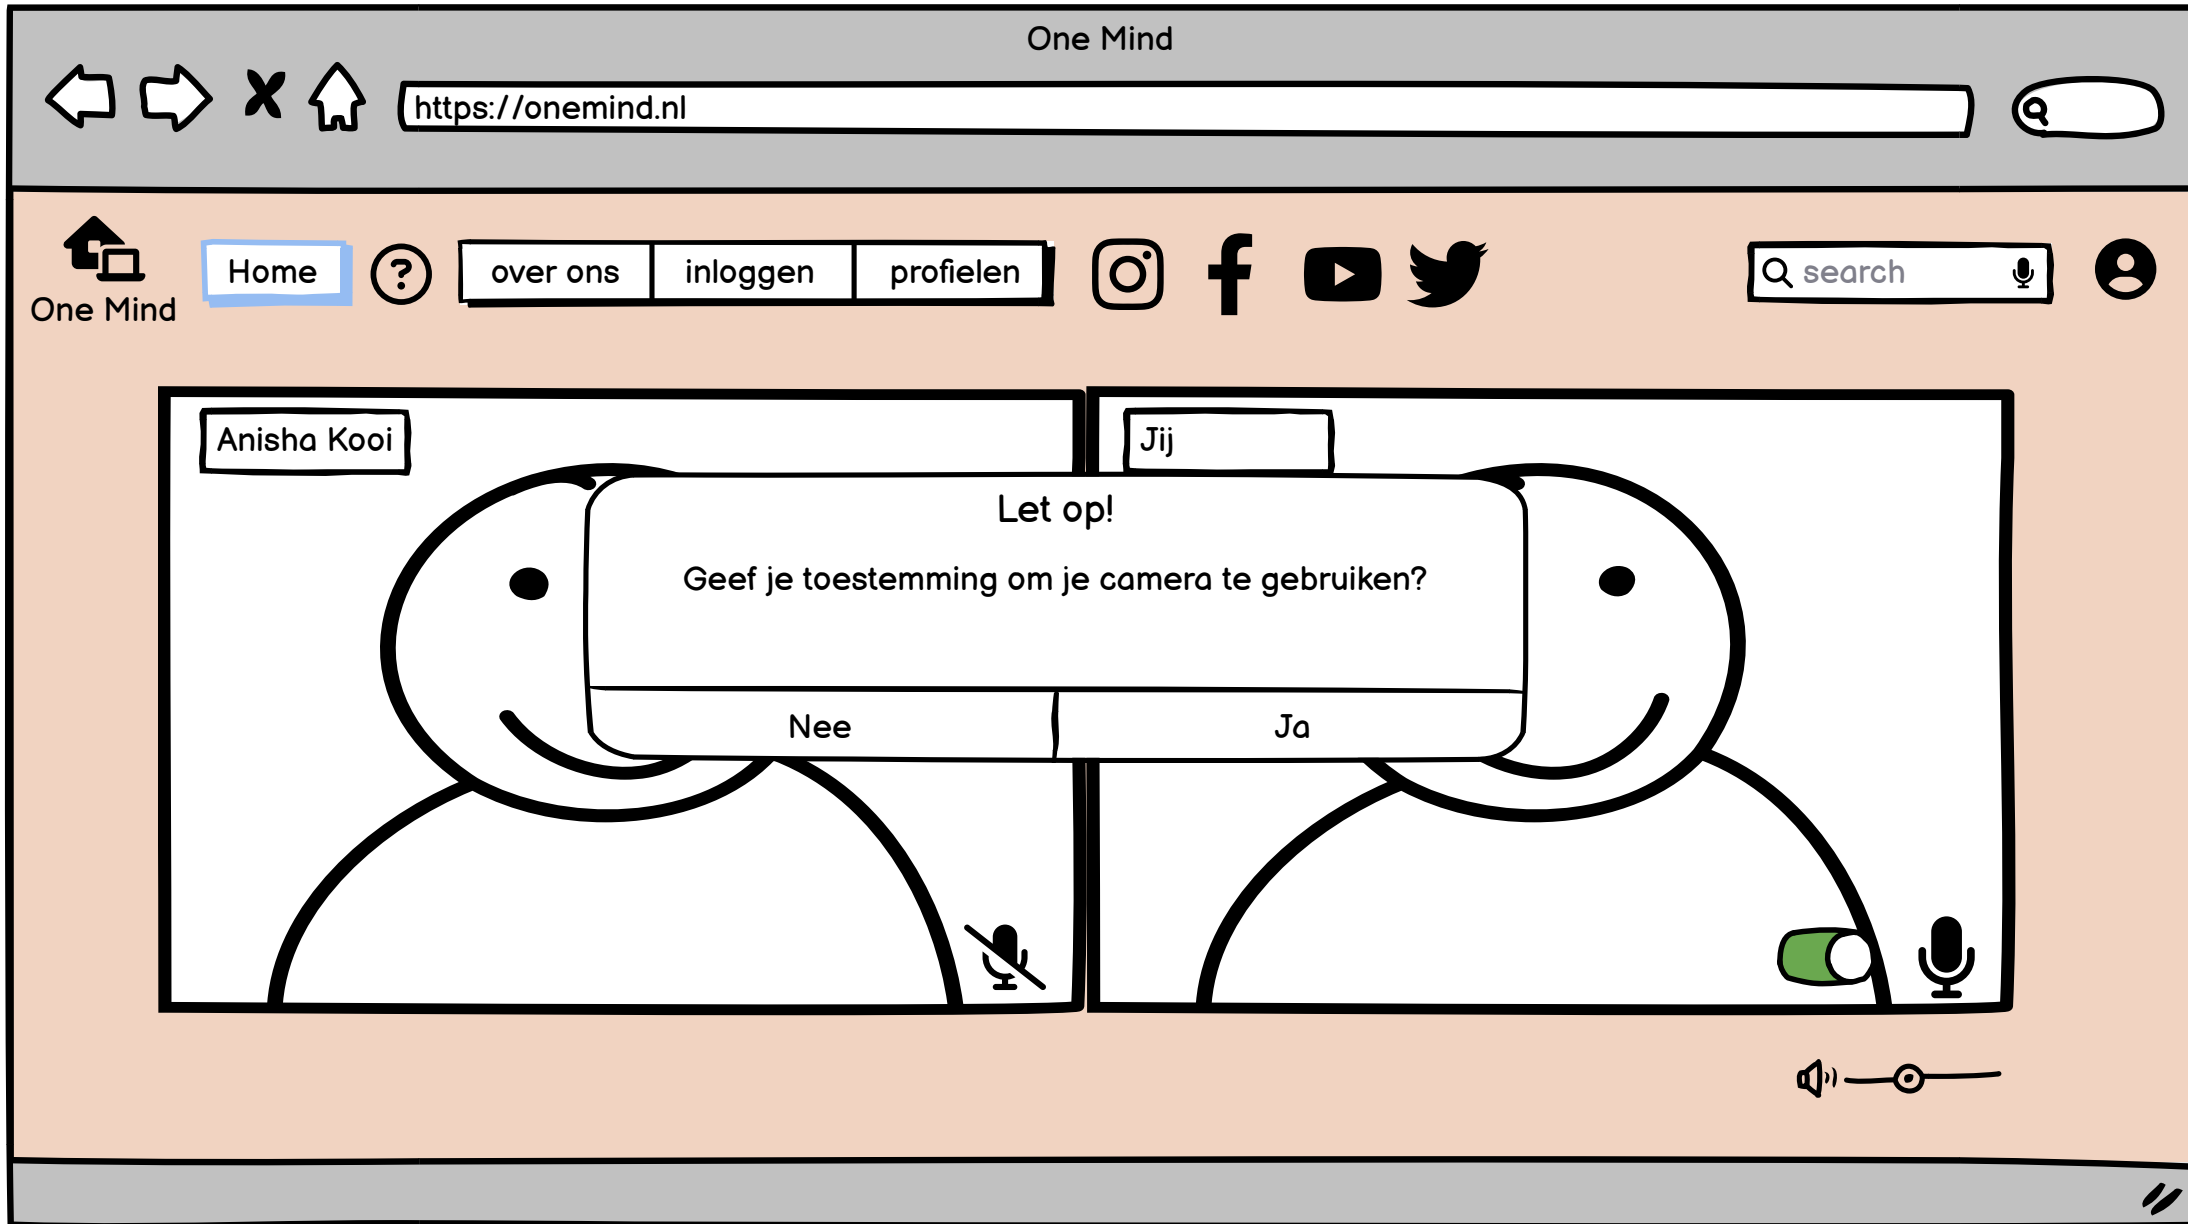 One Mind
https://onemind.nl
Home
over ons
inloggen
profielen
search
One Mind
Anisha Kooi
Jij
Let op!
Geef je toestemming om je camera te gebruiken?
Nee
Ja